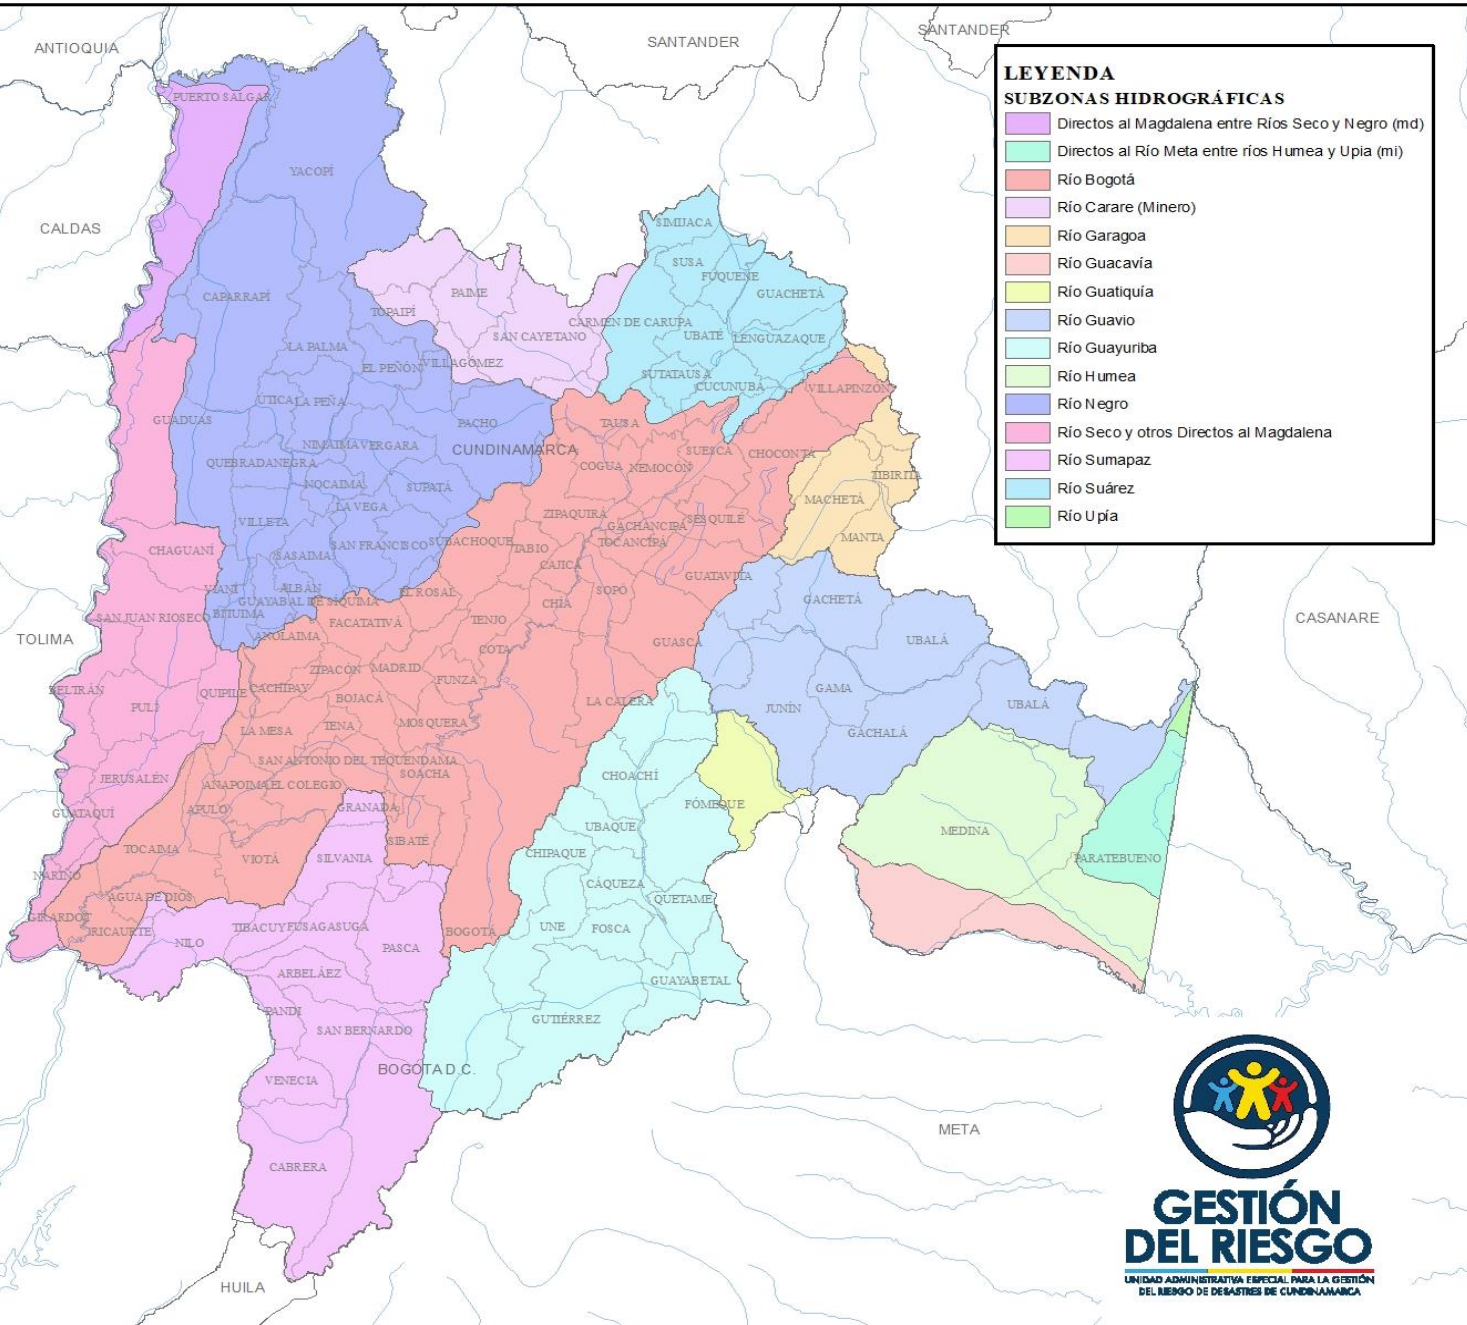 ANTIOQUIA
SANTANDER
SANTANDER
CALDAS
TOLIMA
HUILA
META
CASANARE
CUNDINAMARCA
BOGOTA D.C.
LEYENDA
SUBZONAS HIDROGRÁFICAS
Directos al Magdalena entre Ríos Seco y Negro (md)
Directos al Río Meta entre ríos Humea y Upia (mi)
Río Bogotá
Río Carare (Minero)
Río Garagoa
Río Guacavía
Río Guatiquía
Río Guavio
Río Guayuriba
Río Humea
Río Negro
Río Seco y otros Directos al Magdalena
Río Sumapaz
Río Suárez
Río Upía
PUERTO SALGAR
YACOPÍ
CAPARRAPÍ
TOPAIPÍ
PAIME
SAN CAYETANO
VILLAGÓMEZ
LA PALMA
EL PEÑÓN
ÚTICA
LA PEÑA
GUADUAS
PACHO
NIMAIMA
VERGARA
QUEBRADANEGRA
NOCAIMA
SUPATÁ
LA VEGA
VILLETA
SASAIMA
SAN FRANCISCO
SUBACHOQUE
CHAGUANÍ
VIANÍ
ALBÁN
GUAYABAL DE SÍQUIMA
BITUIMA
EL ROSAL
SAN JUAN RIOSECO
ANOLAIMA
FACATATIVÁ
SIMIJACA
SUSA
FÚQUENE
GUACHETÁ
CARMEN DE CARUPA
UBATÉ
LENGUAZAQUE
SUTATAUSA
CUCUNUBÁ
VILLAPINZÓN
TAUSA
COGUA
NEMOCÓN
SUESCA
CHOCONTÁ
TIBIRITA
MACHETÁ
MANTA
ZIPAQUIRA
GACHANCIPÁ
SESQUILÉ
TOCANCIPÁ
TABIO
CAJICÁ
GUATAVITA
SOPÓ
CHÍA
TENJO
COTA
GUASCA
GACHETÁ
UBALÁ
GAMA
JUNÍN
GACHALÁ
UBALÁ
ZIPACÓN
MADRID
FUNZA
CACHIPAY
BOJACÁ
MOSQUERA
LA CALERA
BELTRÁN
QUIPILE
PULÍ
LA MESA
TENA
SAN ANTONIO DEL TEQUENDAMA
SOACHA
JERUSALÉN
ANAPOIMA
EL COLEGIO
GUATAQUÍ
APULO
GRANADA
SIBATÉ
TOCAIMA
VIOTÁ
SILVANIA
NARIÑO
AGUA DE DIOS
GIRARDOT
RICAURTE
NILO
TIBACUY
FUSAGASUGÁ
PASCA
BOGOTÁ
ARBELÁEZ
PANDI
SAN BERNARDO
VENECIA
CABRERA
CHOACHÍ
FÓMEQUE
UBAQUE
CHIPAQUE
CÁQUEZA
QUETAME
UNE
FOSCA
GUAYABETAL
GUTIÉRREZ
MEDINA
PARATEBUENO
GESTIÓN
DEL RIESGO
UNIDAD ADMINISTRATIVA ESPECIAL PARA LA GESTIÓN
DEL RIESGO DE DESASTRES DE CUNDINAMARCA